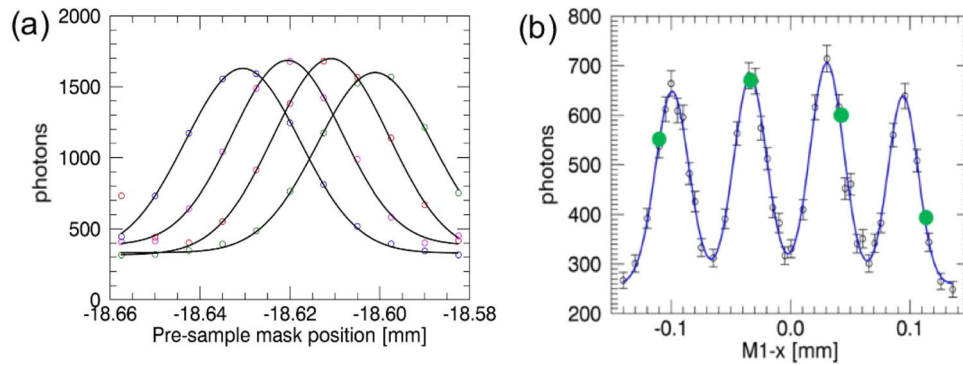 (a)
photons
2000
1500
1000
500
0
-18.66 -18.64 -18.62 -18.60 -18.58
Pre-sample mask position [mm]
(b)
photons
800
700
600
500
400
300
200
-0.1 0.0 0.1
M1-x [mm]